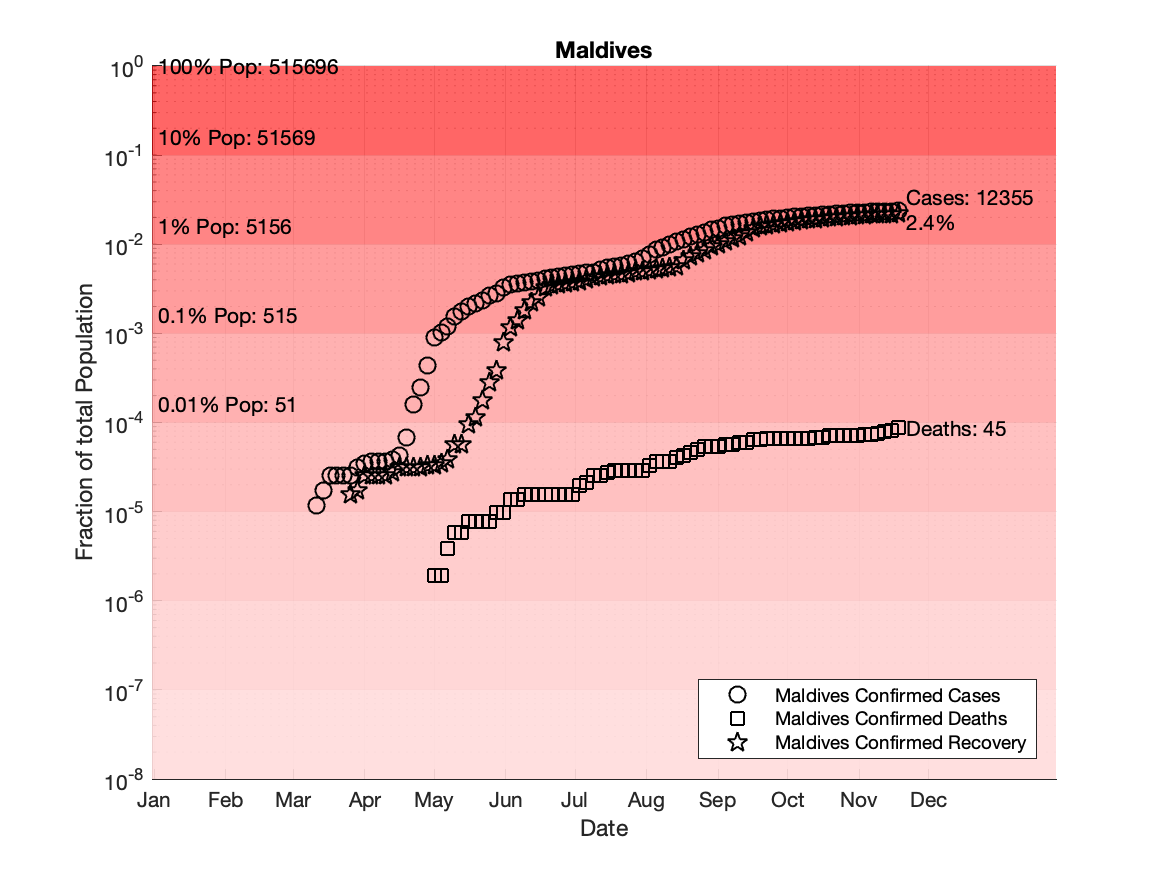 Maldives
10^0
100% Pop: 515696
10% Pop: 51569
10^-1
1% Pop: 5156
Cases: 12355
2.4%
10^-2
0.1% Pop: 515
10^-3
0.01% Pop: 51
10^-4
Deaths: 45
10^-5
10^-6
10^-7
10^-8
Fraction of total Population
Maldives Confirmed Cases
Maldives Confirmed Deaths
Maldives Confirmed Recovery
Jan Feb Mar Apr May Jun Jul Aug Sep Oct Nov Dec
Date